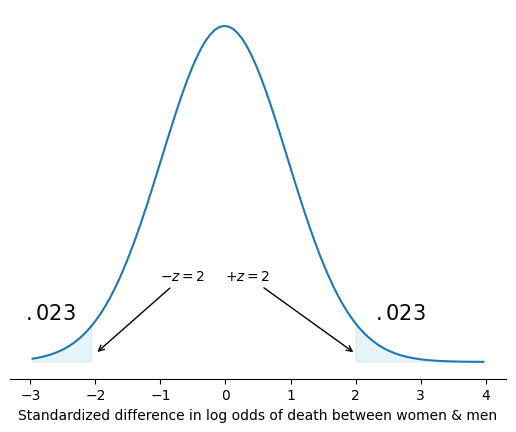 −z = 2 +z = 2
.023 .023
−3 −2 −1 0 1 2 3 4
Standardized difference in log odds of death between women & men